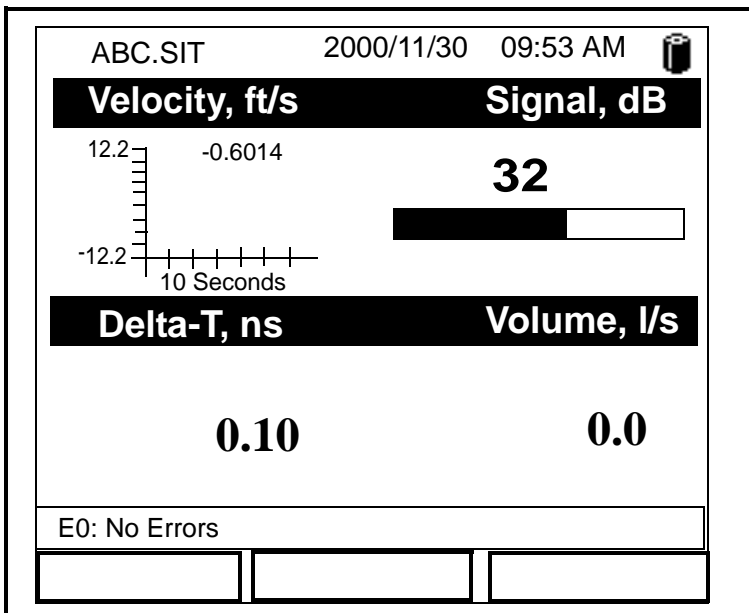 ABC.SIT 2000/11/30 09:53 AM
Velocity, ft/s Signal, dB
12.2 -0.6014
32
-12.2
10 Seconds
Delta-T, ns Volume, l/s
0.10 0.0
E0: No Errors